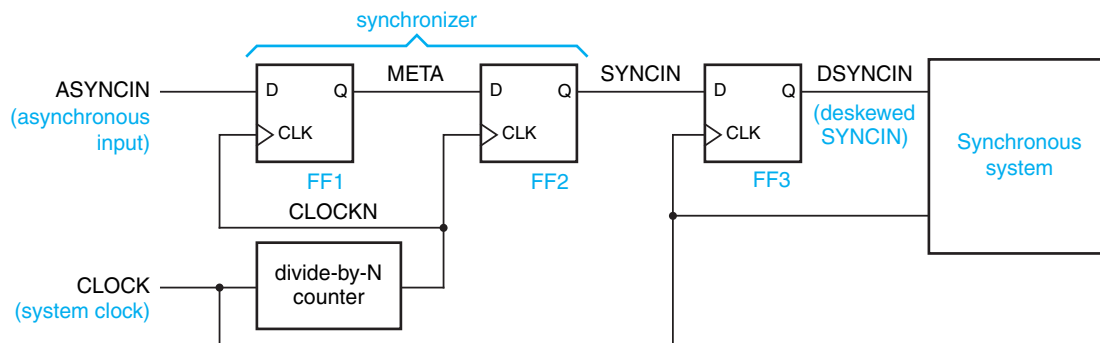 synchronizer
ASYNCIN
(asynchronous
input)
D
Q
CLK
FF1
META
D
Q
CLK
FF2
SYNCIN
D
Q
CLK
FF3
DSYNCIN
(deskewed
SYNCIN)
Synchronous
system
CLOCKN
CLOCK
(system clock)
divide-by-N
counter